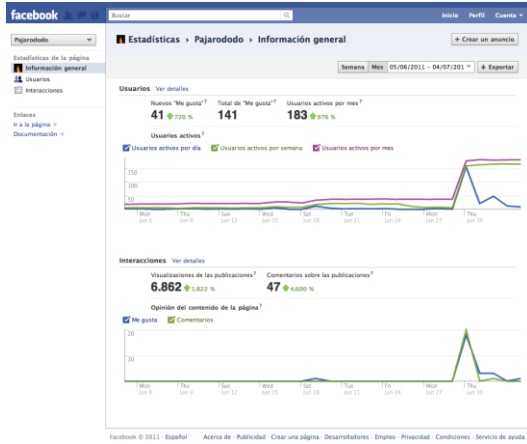 facebook
Buscar
Inicio Perfil Cuenta
Pajarododo
Estadísticas › Pajarododo › Información general
+ Crear un anuncio
Estadísticas de la página
Información general
Usuarios
Interacciones
Enlaces
Ir a la página
Documentación
Semana Mes 05/06/2011 - 04/07/201
Exportar
Usuarios Ver detalles
Nuevos "Me gusta"? Total de "Me gusta"? Usuarios activos por mes?
41 720 % 141 183 976 %
Usuarios activos?
Usuarios activos por día Usuarios activos por semana Usuarios activos por mes
150
100
50
Mon Thu Sun Wed Sat Tue Fri Mon Thu
Jun 6 Jun 9 Jun 12 Jun 15 Jun 18 Jun 21 Jun 24 Jun 27 Jun 30
Interacciones Ver detalles
Visualizaciones de las publicaciones? Comentarios sobre las publicaciones?
6.862 1,822 % 47 4,600 %
Opinión del contenido de la página?
Me gusta Comentarios
20
10
Mon Thu Sun Wed Sat Tue Fri Mon Thu
Jun 6 Jun 9 Jun 12 Jun 15 Jun 18 Jun 21 Jun 24 Jun 27 Jun 30
Facebook © 2011 · Español Acerca de · Publicidad · Crear una página · Desarrolladores · Empleo · Privacidad · Condiciones · Servicio de ayuda